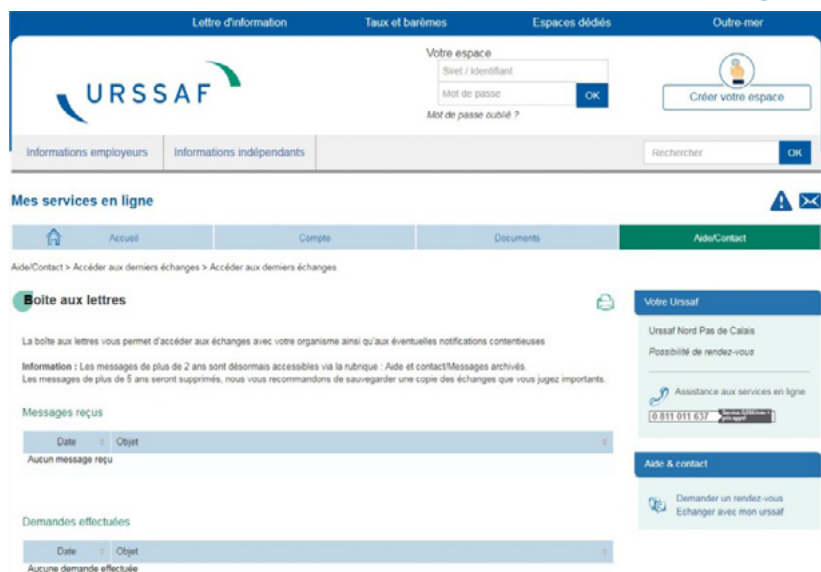 Lettre d'information Taux et barèmes Espaces dédiés Outre-mer
URSSAF
Votre espace
Siret / Identifiant
Mot de passe OK
Mot de passe oublié ?
Créer votre espace
Informations employeurs Informations indépendants Rechercher OK
Mes services en ligne
Accueil Compte Documents Aide/Contact
Aide/Contact > Accéder aux derniers échanges > Accéder aux derniers échanges
Boite aux lettres
La boîte aux lettres vous permet d'accéder aux échanges avec votre organisme ainsi qu'aux éventuelles notifications contentieuses
Information : Les messages de plus de 2 ans sont désormais accessibles via la rubrique : Aide et contact/Messages archivés.
Les messages de plus de 5 ans seront supprimés, nous vous recommandons de sauvegarder une copie des échanges que vous jugez importants.
Messages reçus
Date Objet
Aucun message reçu
Demandes effectuées
Date Objet
Aucune demande effectuée
Votre Urssaf
Urssaf Nord Pas de Calais
Possibilité de rendez-vous
Assistance aux services en ligne
0 811 011 637
Aide & contact
Demander un rendez-vous
Echanger avec mon urssaf